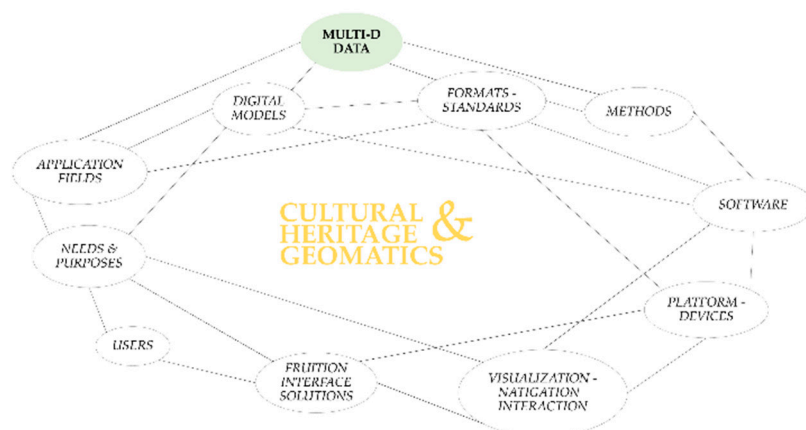 MULTI-D
DATA
DIGITAL
MODELS
FORMATS -
STANDARDS
METHODS
APPLICATION
FIELDS
SOFTWARE
CULTURAL
HERITAGE &
GEOMATICS
NEEDS &
PURPOSES
PLATFORM -
DEVICES
USERS
FRUITION
INTERFACE
SOLUTIONS
VISUALIZATION -
NATIGATION
INTERACTION